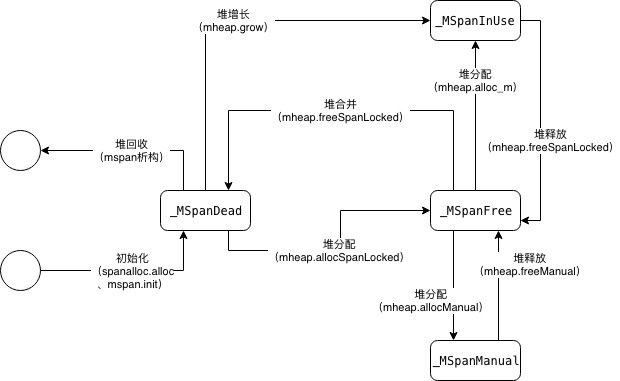 堆增长
(mheap.grow)
_MSpanInUse
堆分配
(mheap.alloc_m)
堆合并
(mheap.freeSpanLocked)
堆释放
(mheap.freeSpanLocked)
堆回收
(mspan析构)
_MSpanDead
_MSpanFree
堆分配
(mheap.allocSpanLocked)
初始化
(spanalloc.alloc
、mspan.init)
堆释放
(mheap.freeManual)
堆分配
(mheap.allocManual)
_MSpanManual